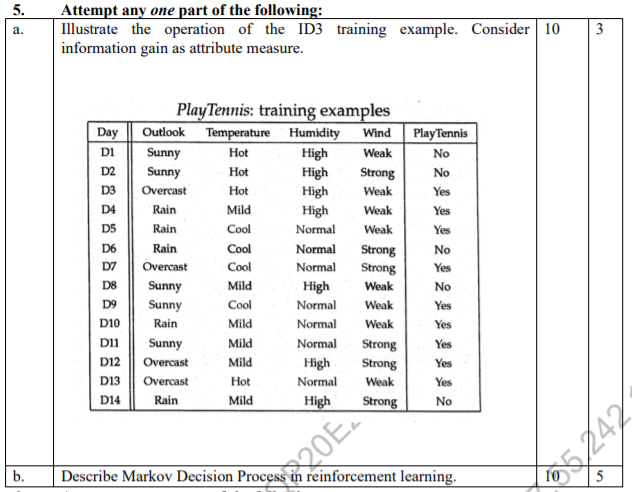 5. Attempt any one part of the following:
a. Illustrate the operation of the ID3 training example. Consider 10 3
information gain as attribute measure.
PlayTennis: training examples
Day Outlook Temperature Humidity Wind PlayTennis
D1 Sunny Hot High Weak No
D2 Sunny Hot High Strong No
D3 Overcast Hot High Weak Yes
D4 Rain Mild High Weak Yes
D5 Rain Cool Normal Weak Yes
D6 Rain Cool Normal Strong No
D7 Overcast Cool Normal Strong Yes
D8 Sunny Mild High Weak No
D9 Sunny Cool Normal Weak Yes
D10 Rain Mild Normal Weak Yes
D11 Sunny Mild Normal Strong Yes
D12 Overcast Mild High Strong Yes
D13 Overcast Hot Normal Weak Yes
D14 Rain Mild High Strong No
b. Describe Markov Decision Process in reinforcement learning. 10 5